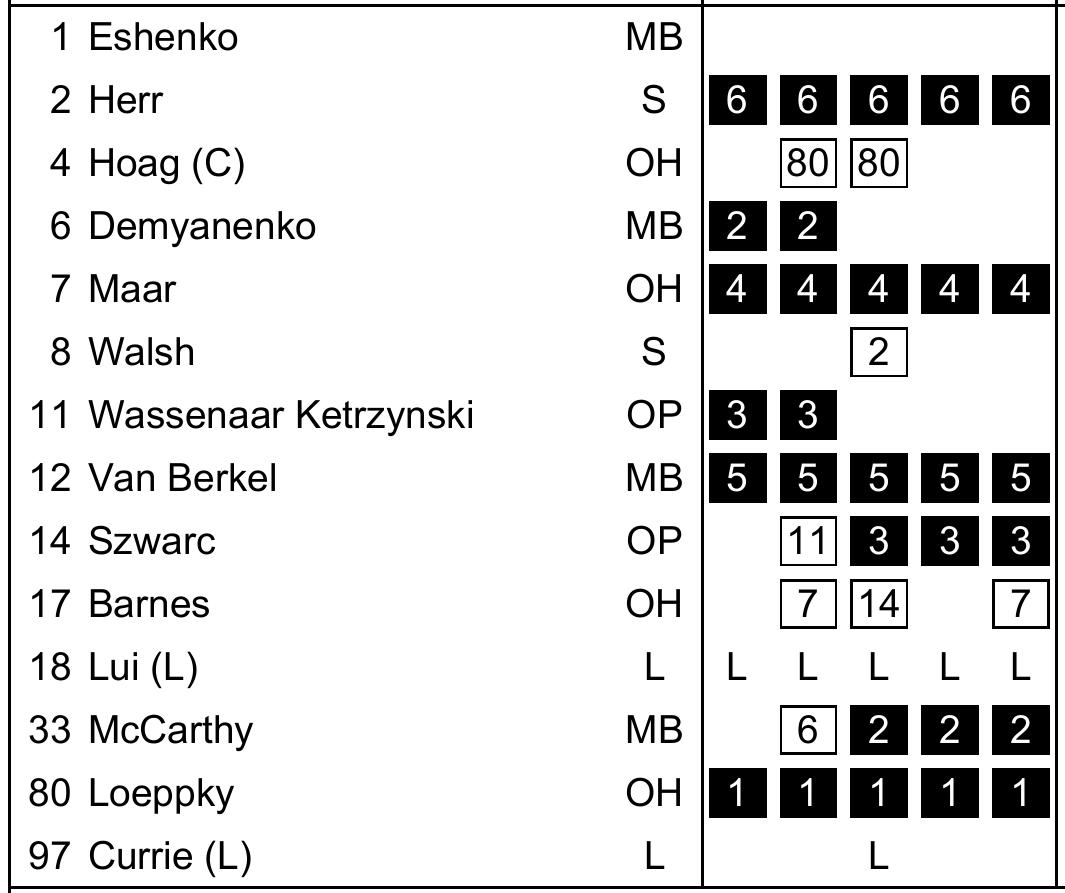 1 Eshenko MB
2 Herr S 6 6 6 6 6
4 Hoag (C) OH 80 80
6 Demyanenko MB 2 2
7 Maar OH 4 4 4 4 4
8 Walsh S 2
11 Wassenaar Ketrzynski OP 3 3
12 Van Berkel MB 5 5 5 5 5
14 Szwarc OP 11 3 3 3
17 Barnes OH 7 14 7
18 Lui (L) L L L L L L
33 McCarthy MB 6 2 2 2
80 Loeppky OH 1 1 1 1 1
97 Currie (L) L L